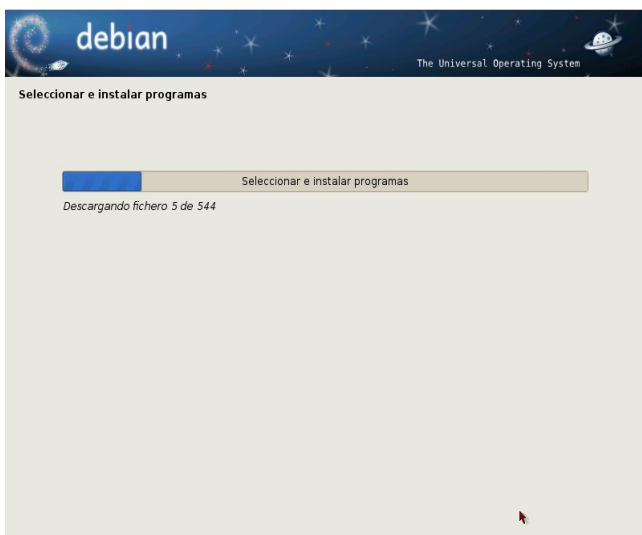 debian
The Universal Operating System
Seleccionar e instalar programas
Seleccionar e instalar programas
Descargando fichero 5 de 544